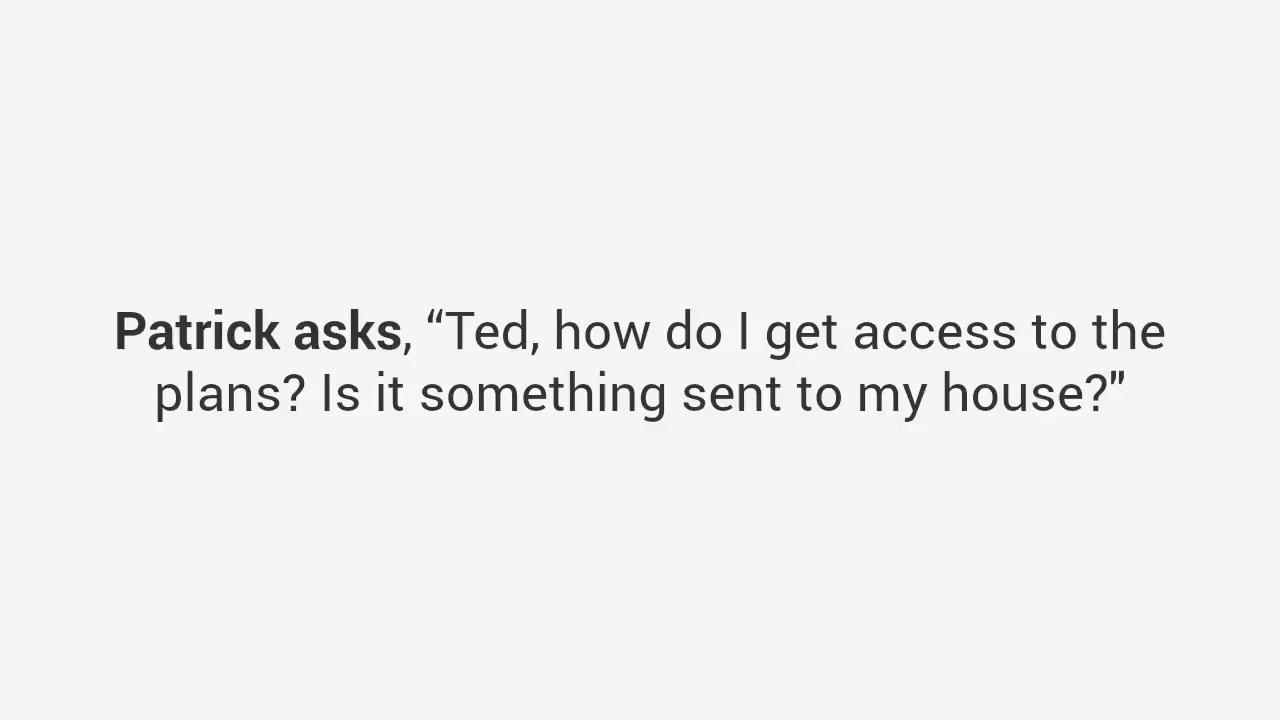 Patrick asks, “Ted, how do I get access to the
plans? Is it something sent to my house?"